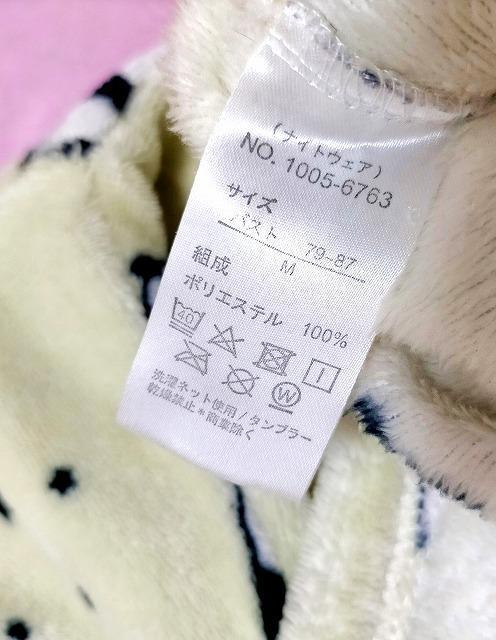 (ナイトウェア)
NO. 1005-6763
サイズ
バスト 79-87
M
組成
ポリエステル 100%
40
W
洗濯ネット使用/タンブラー
乾燥禁止*商業除く